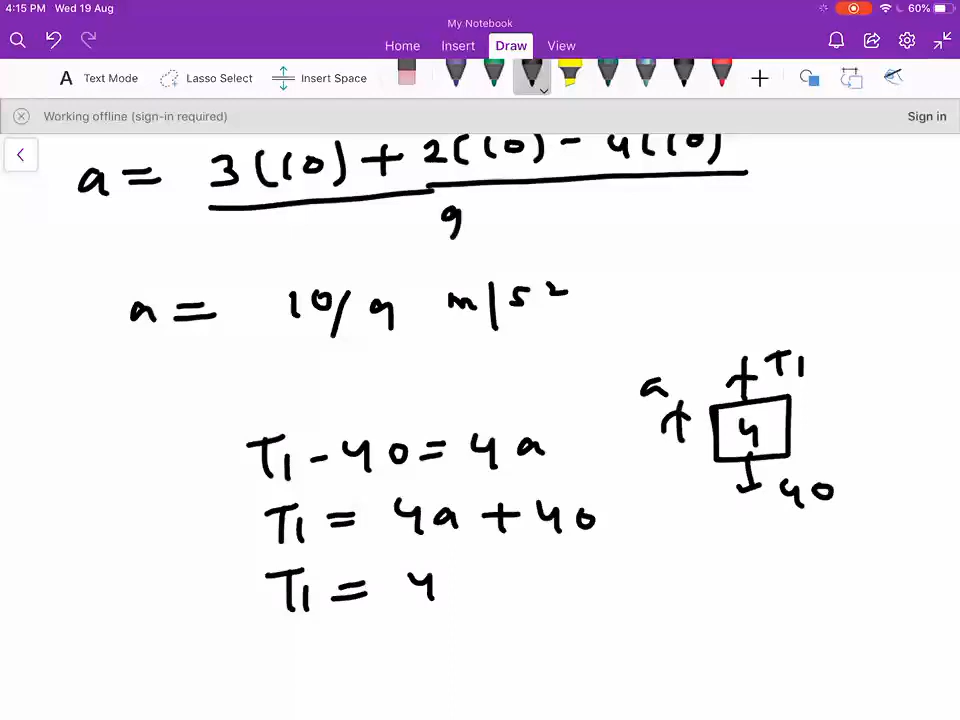 4:15 PM Wed 19 Aug
60%
My Notebook
Home Insert Draw View
A Text Mode Lasso Select Insert Space
Working offline (sign-in required) Sign in
a = 3(10) + 2(10) - 4(10)
9
a = 10/9 m/s²
T1
a
4
40
T1 - 40 = 4a
T1 = 4a + 40
T1 = 4